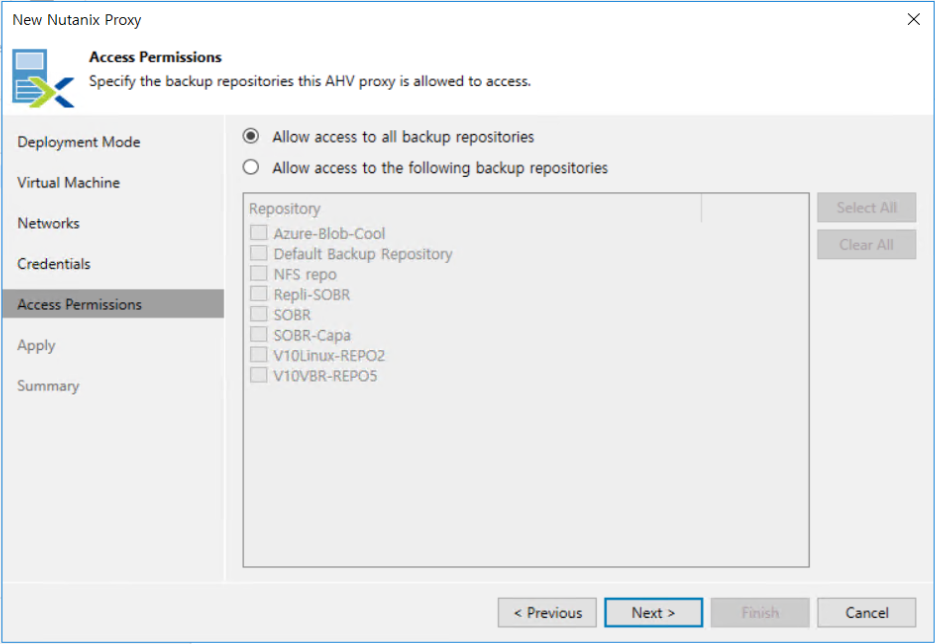 New Nutanix Proxy
Access Permissions
Specify the backup repositories this AHV proxy is allowed to access.
Deployment Mode
Virtual Machine
Networks
Credentials
Access Permissions
Apply
Summary
Allow access to all backup repositories
Allow access to the following backup repositories
Repository
Azure-Blob-Cool
Default Backup Repository
NFS repo
Repli-SOBR
SOBR
SOBR-Capa
V10Linux-REPO2
V10VBR-REPO5
Select All
Clear All
< Previous
Next >
Finish
Cancel